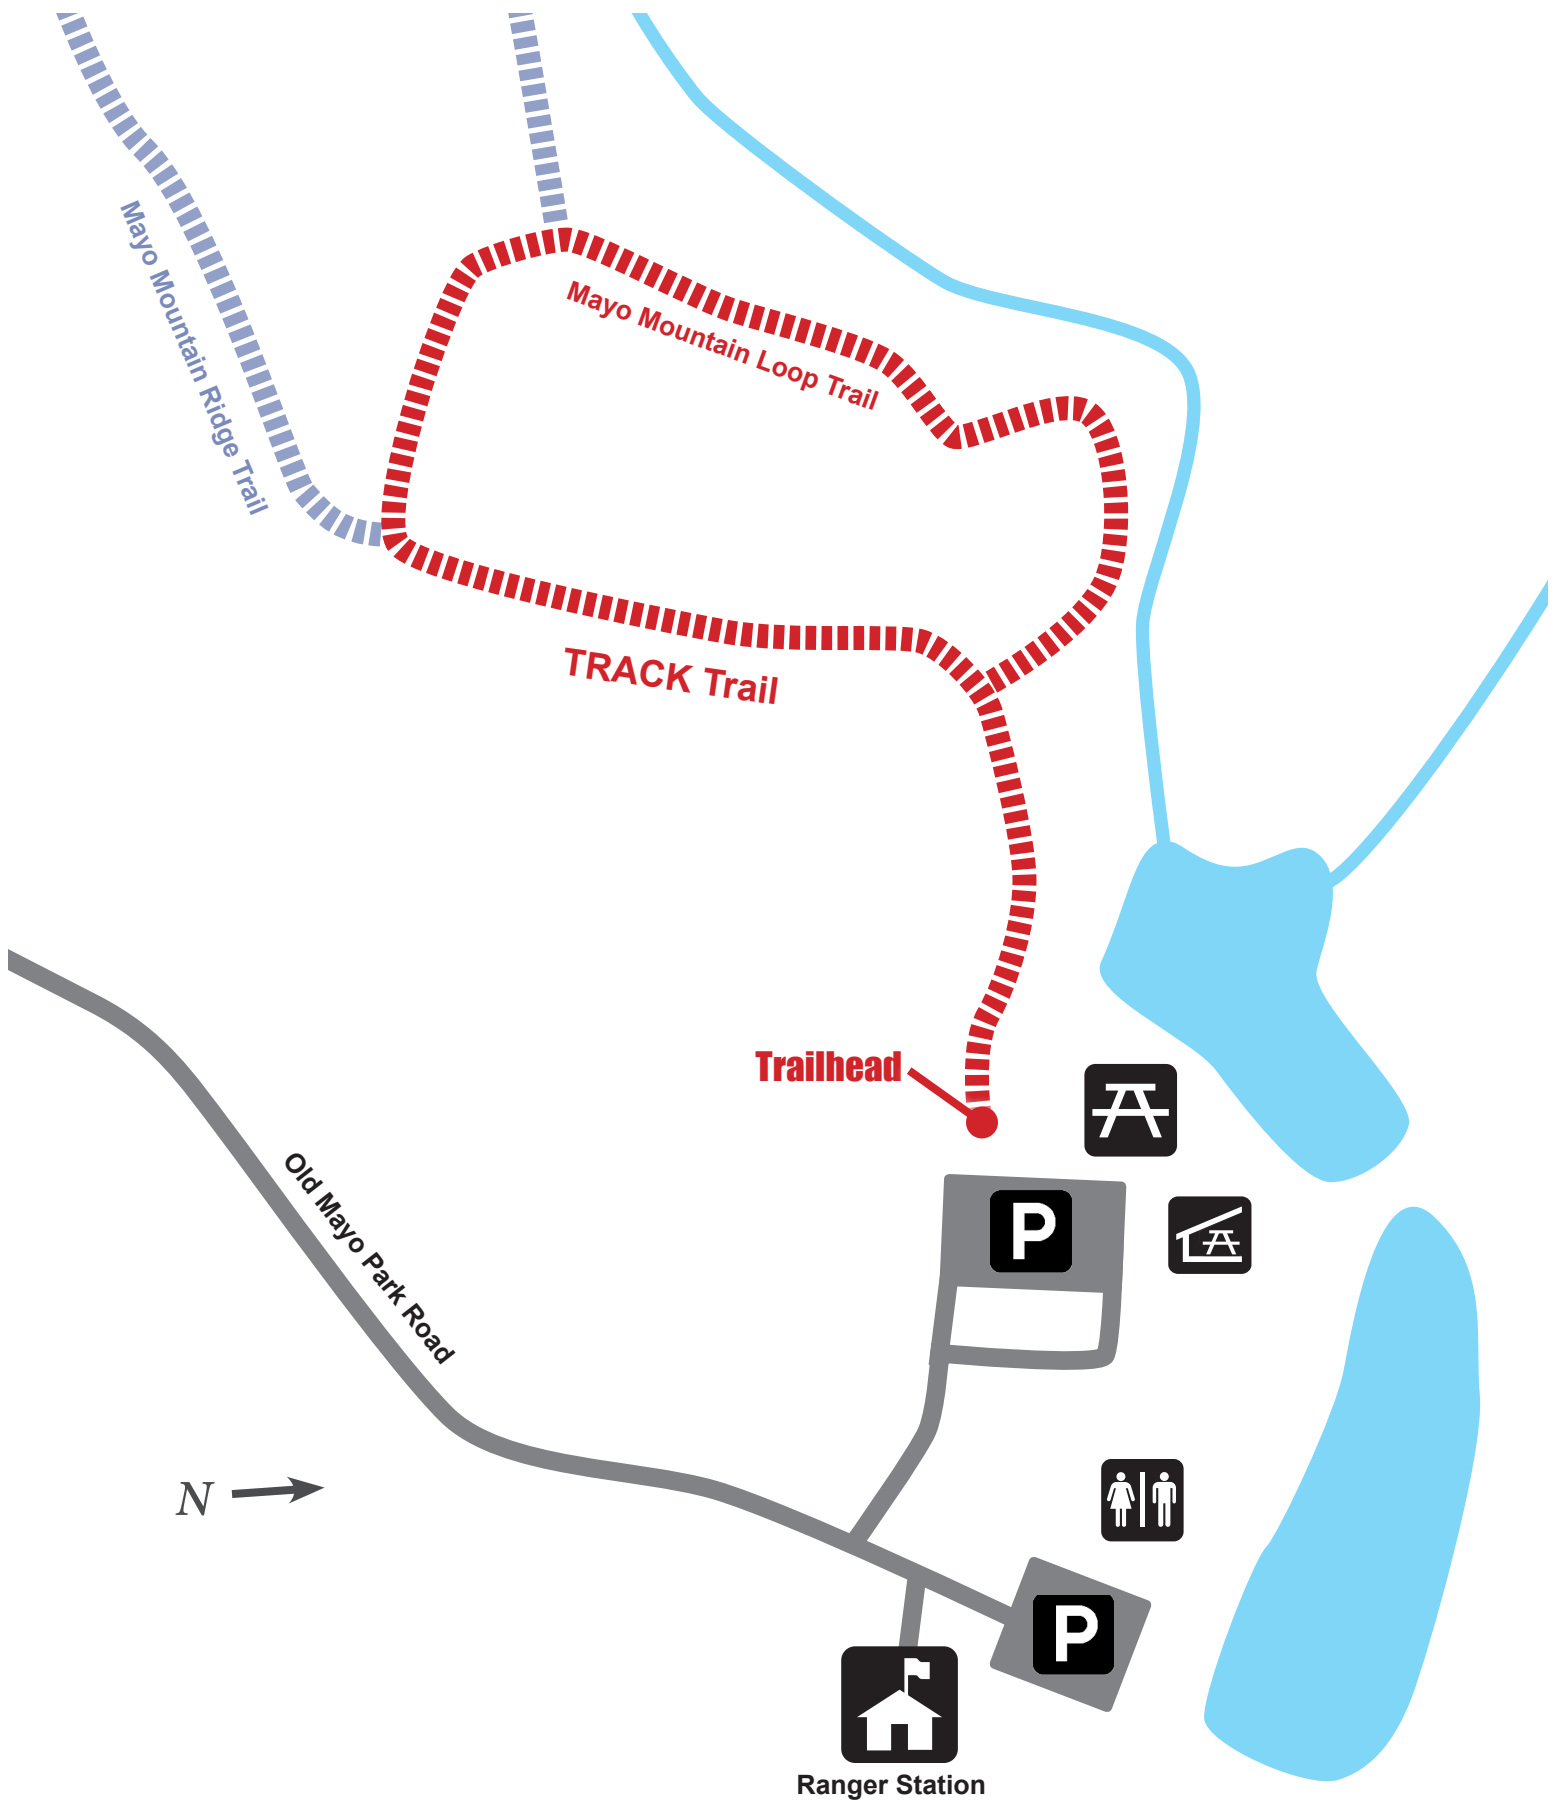 Mayo Mountain Ridge Trail
Mayo Mountain Loop Trail
TRACK Trail
Trailhead
P
Old Mayo Park Road
N
P
Ranger Station